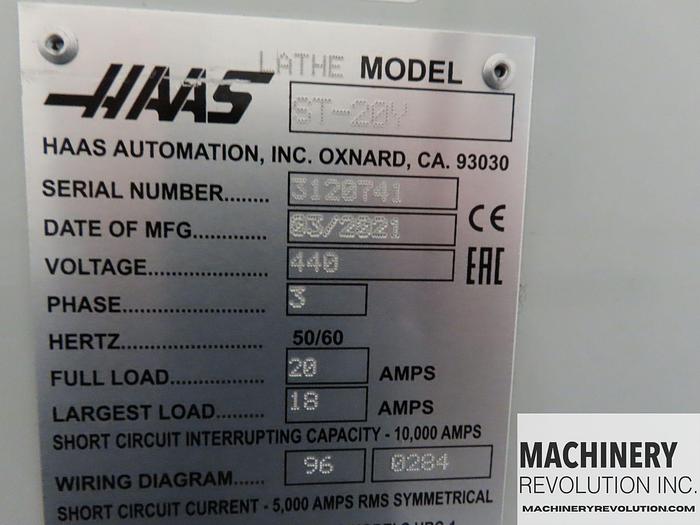 LATHE MODEL
HAAS ST-20Y
HAAS AUTOMATION, INC. OXNARD, CA. 93030
SERIAL NUMBER........ 3120741
DATE OF MFG............. 03/2021 CE
VOLTAGE..................... 440 EAC
PHASE......................... 3
HERTZ......................... 50/60
FULL LOAD................. 20 AMPS
LARGEST LOAD.......... 18 AMPS
SHORT CIRCUIT INTERRUPTING CAPACITY - 10,000 AMPS
WIRING DIAGRAM...... 96 0284
SHORT CIRCUIT CURRENT - 5,000 AMPS RMS SYMMETRICAL
MACHINERY
REVOLUTION INC.
MACHINERYREVOLUTION.COM